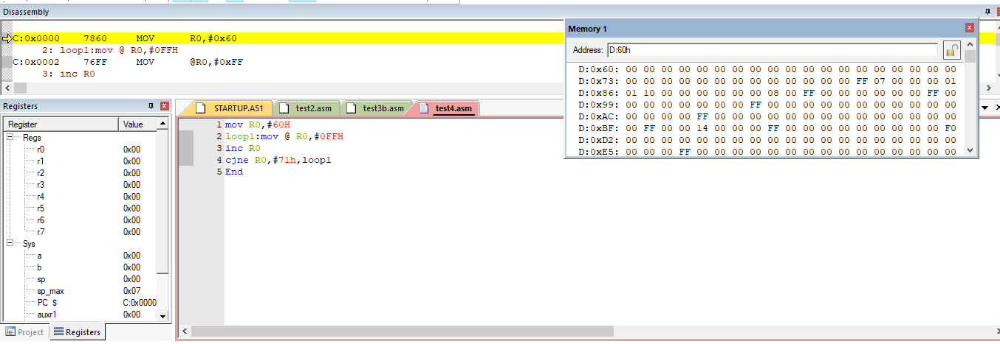 Disassembly
C:0x0000 7860 MOV R0,#0x60
2: loop1:mov @ R0,#0FFH
C:0x0002 76FF MOV @R0,#0xFF
3: inc R0
Memory 1
Address: D:60h
D:0x60: 00 00 00 00 00 00 00 00 00 00 00 00 00 00 00 00 00 00 00
D:0x73: 00 00 00 00 00 00 00 00 00 00 00 00 00 FF 07 00 00 00 01
D:0x86: 01 10 00 00 00 00 00 00 08 00 FF 00 00 00 00 00 00 FF 00
D:0x99: 00 00 00 00 00 00 00 FF 00 00 00 00 00 00 00 00 00 00 00
D:0xAC: 00 00 00 00 FF 00 00 00 00 00 00 00 00 00 00 00 00 00 00
D:0xBF: 00 FF 00 00 14 00 00 00 FF 00 00 00 00 00 00 00 00 00 F0
D:0xD2: 00 00 00 00 00 00 00 00 00 00 00 00 00 00 00 00 00 00 00
D:0xE5: 00 00 00 FF 00 00 00 00 00 00 00 00 00 00 00 00 00 00 00
Registers
Register Value
Regs
r0 0x00
r1 0x00
r2 0x00
r3 0x00
r4 0x00
r5 0x00
r6 0x00
r7 0x00
Sys
a 0x00
b 0x00
sp 0x00
sp_max 0x07
PC $ C:0x0000
auxr1 0x00
Project Registers
STARTUP.A51 test2.asm test3b.asm test4.asm
1 mov R0,#60H
2 loop1:mov @ R0,#0FFH
3 inc R0
4 cjne R0,#71h,loop1
5 End